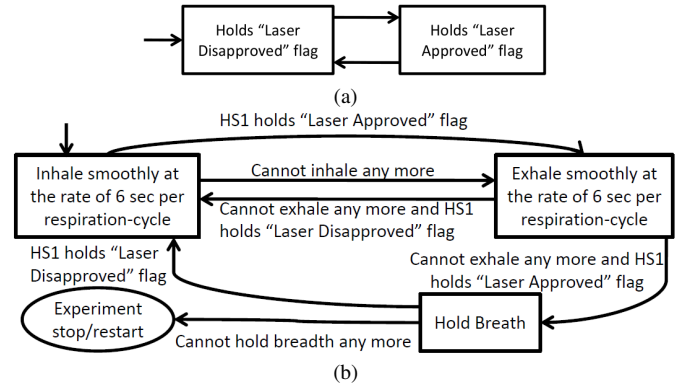 Holds “Laser
Disapproved” flag
Holds “Laser
Approved” flag
(a)
HS1 holds “Laser Approved” flag
Inhale smoothly at
the rate of 6 sec per
respiration-cycle
Cannot inhale any more
Exhale smoothly at
the rate of 6 sec per
respiration-cycle
Cannot exhale any more and HS1
holds “Laser Disapproved” flag
HS1 holds “Laser
Disapproved” flag
Cannot exhale any more and HS1
holds “Laser Approved” flag
Experiment
stop/restart
Hold Breath
Cannot hold breadth any more
(b)